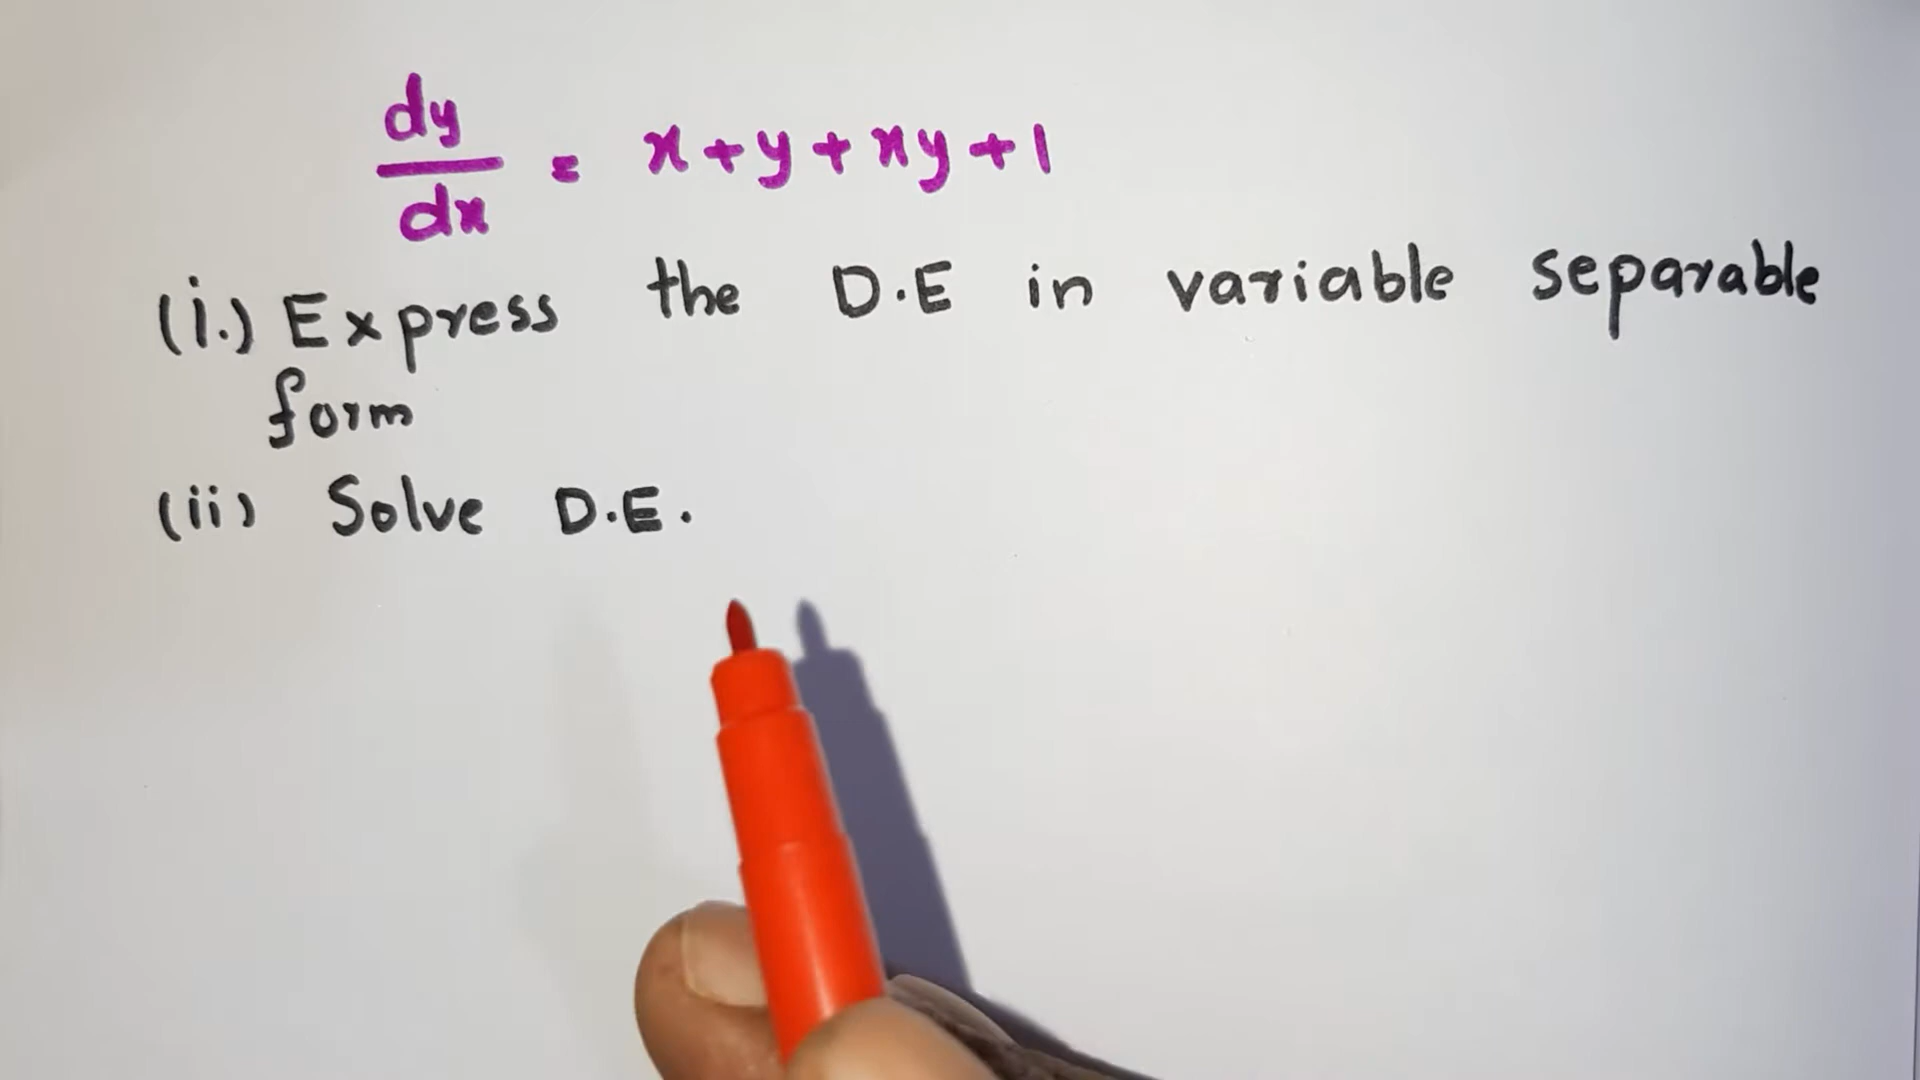 dy/dx = x+y+xy+1
(i.) Express the D.E in variable separable
form
(ii) Solve D.E.